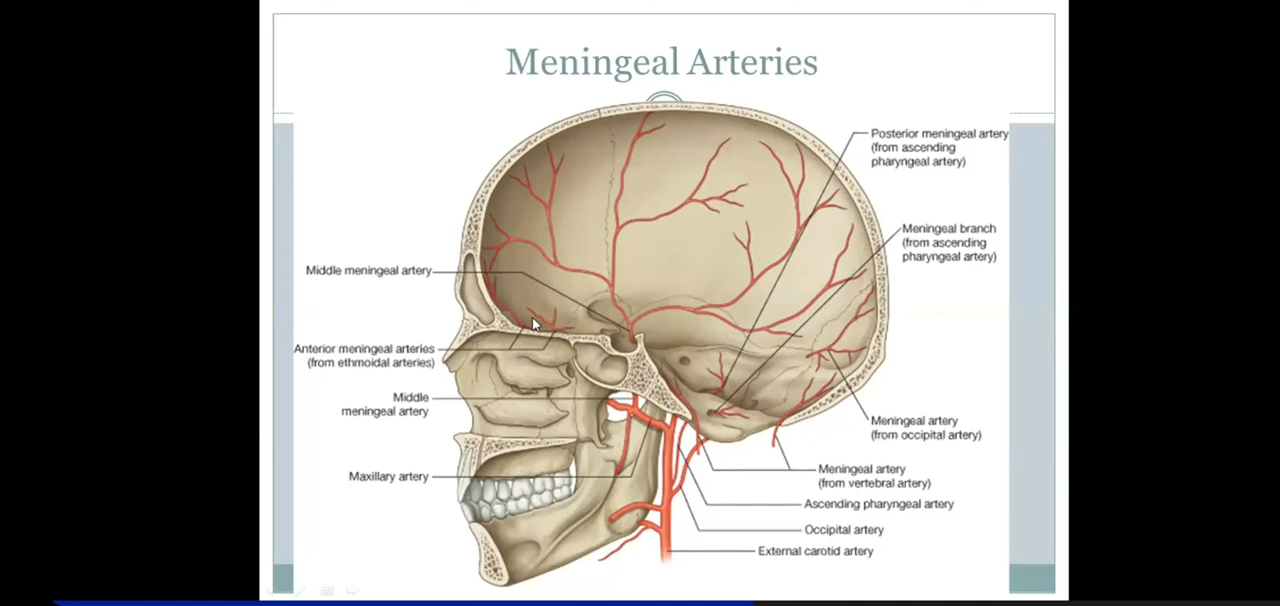 Meningeal Arteries
Posterior meningeal artery
(from ascending
pharyngeal artery)
Meningeal branch
(from ascending
pharyngeal artery)
Middle meningeal artery
Anterior meningeal arteries
(from ethmoidal arteries)
Middle
meningeal artery
Meningeal artery
(from occipital artery)
Maxillary artery
Meningeal artery
(from vertebral artery)
Ascending pharyngeal artery
Occipital artery
External carotid artery